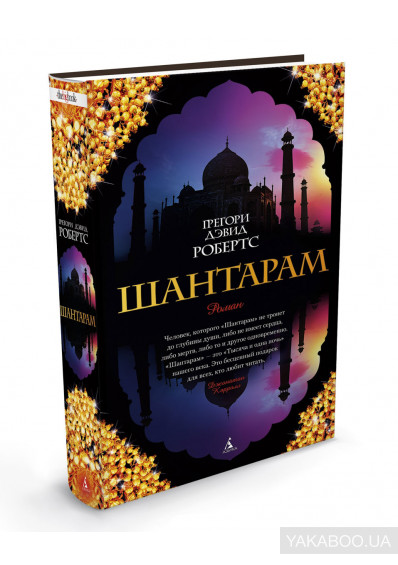 ГРЕГОРИ
ДЭВИД
РОБЕРТС
ШАНТАРАМ
Роман
Человек, которого «Шантарам» не тронет
до глубины души, либо не имеет сердца,
либо мертв, либо то и другое одновременно.
«Шантарам» — это «Тысяча и одна ночь»
нашего века. Это бесценный подарок
для всех, кто любит читать.
Джонатан
Кэрролл
ГРЕГОРИ ДЭВИД
РОБЕРТС
ШАНТАРАМ
YAKABOO.UA